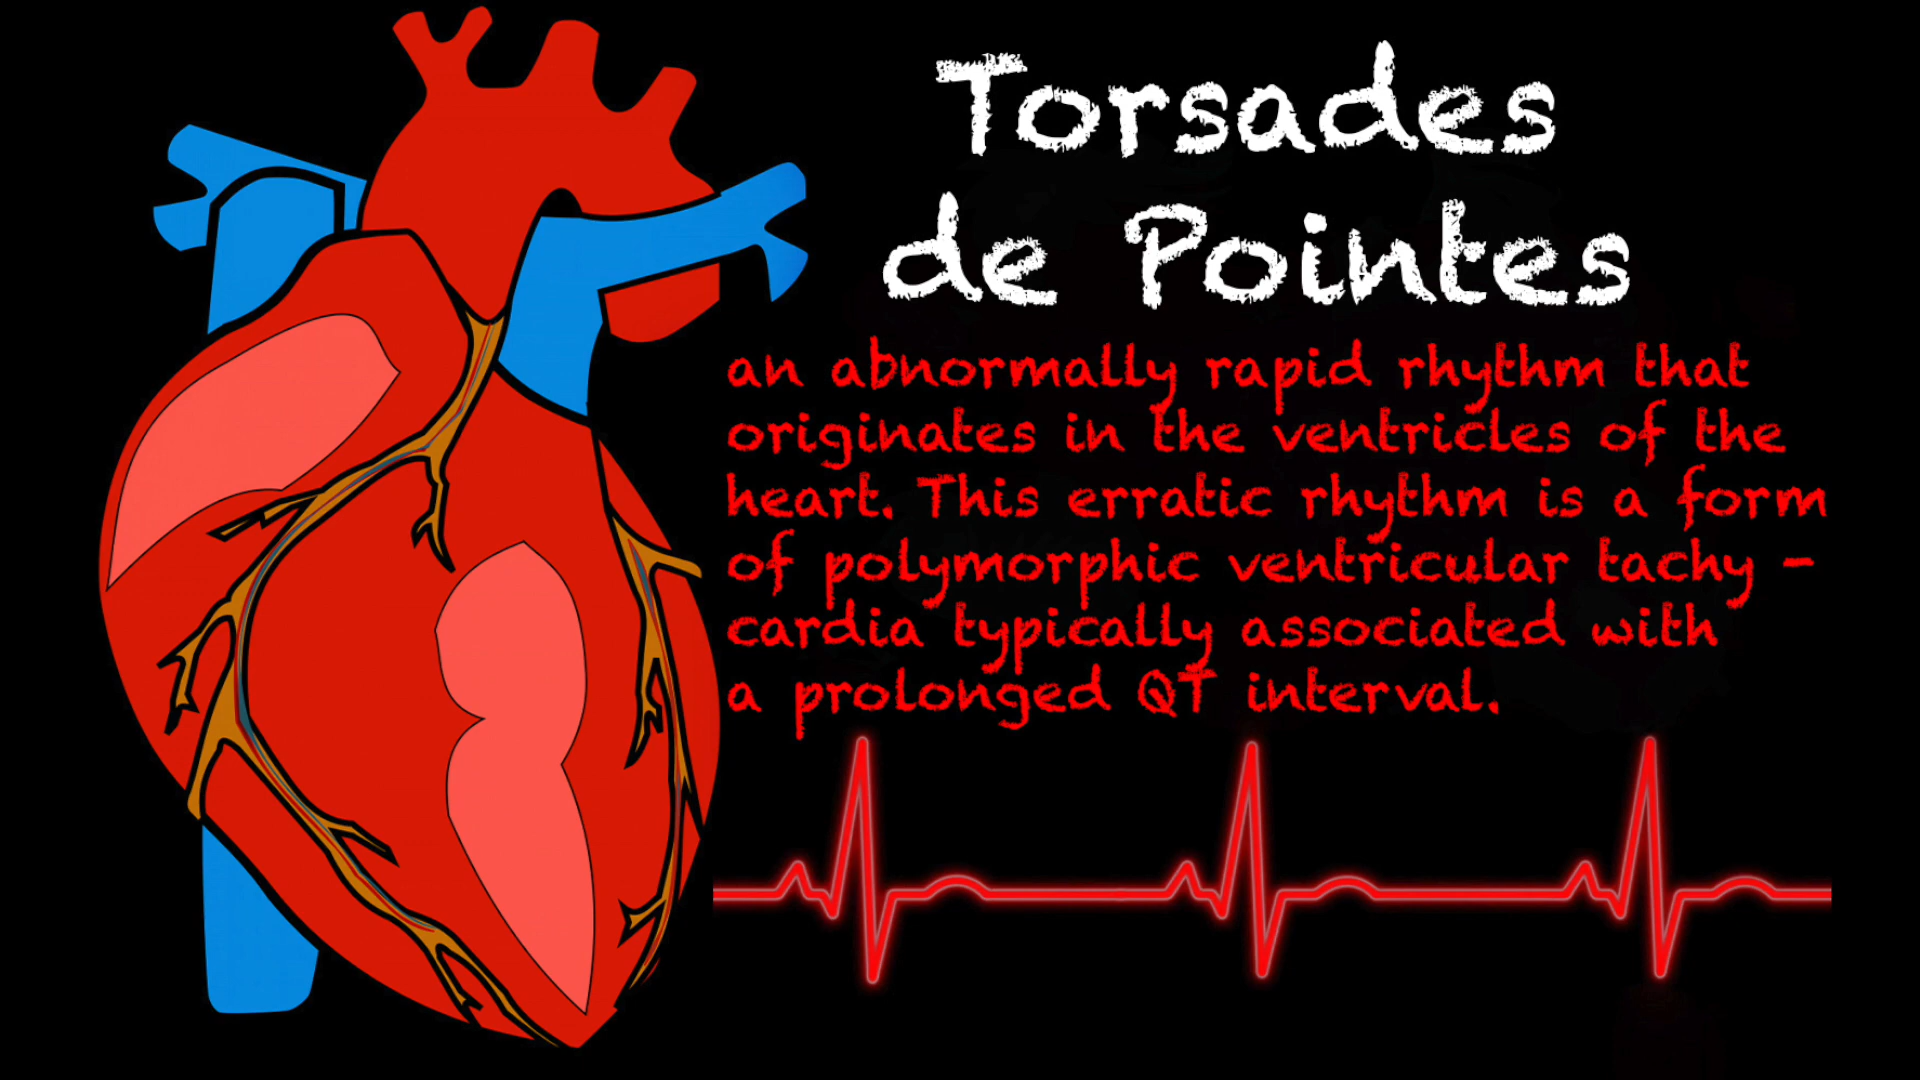 Torsades
de Pointes
an abnormally rapid rhythm that
originates in the ventricles of the
heart. This erratic rhythm is a form
of polymorphic ventricular tachy -
cardia typically associated with
a prolonged QT interval.